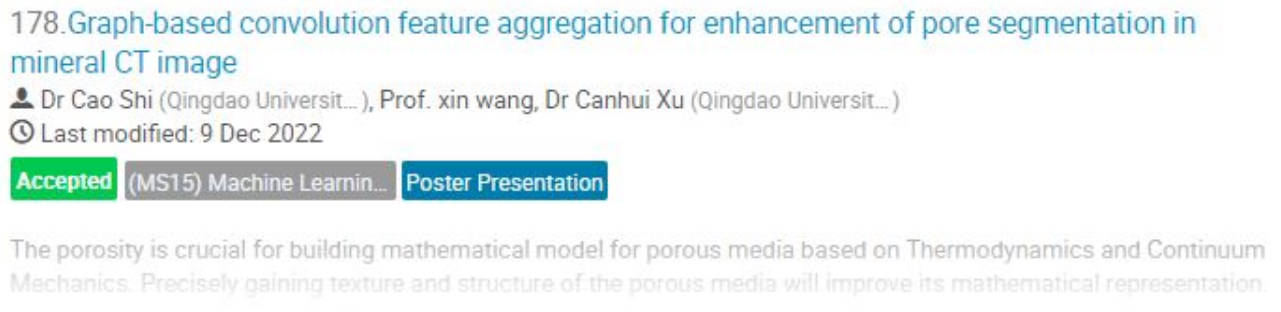 178.Graph-based convolution feature aggregation for enhancement of pore segmentation in
mineral CT image
Dr Cao Shi (Qingdao Universit... ), Prof. xin wang, Dr Canhui Xu (Qingdao Universit... )
Last modified: 9 Dec 2022
Accepted (MS15) Machine Learnin... Poster Presentation
The porosity is crucial for building mathematical model for porous media based on Thermodynamics and Continuum
Mechanics. Precisely gaining texture and structure of the porous media will improve its mathematical representation.